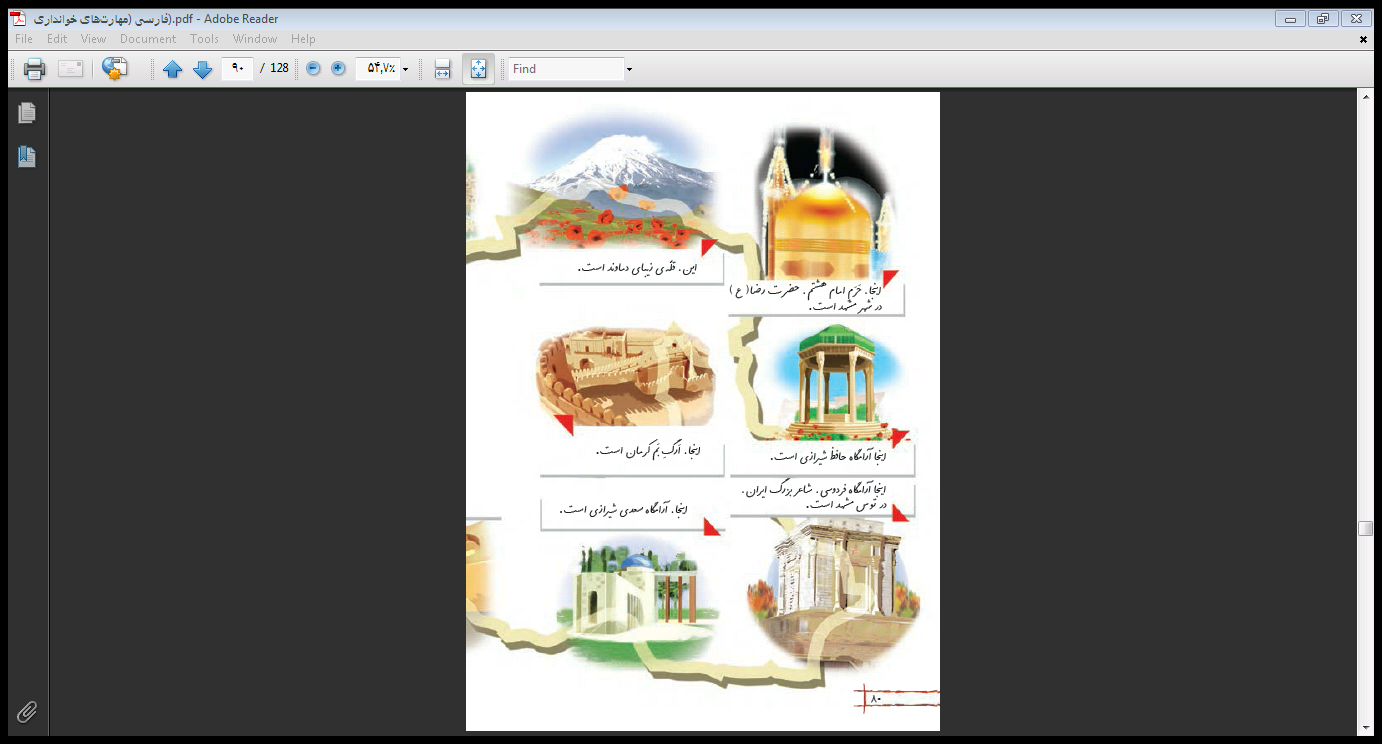 فارسی (مهارت‌های خوانداری).pdf - Adobe Reader
File Edit View Document Tools Window Help
۹۰ / 128 ۵۴,۷٪ Find
این، قلّه‌ی زیبای دماوند است.
اینجا، حَرَم امام هشتم، حضرت رضا(ع)
در شهر مشهد است.
اینجا، اَرگ بَم کرمان است.
اینجا آرامگاه حافظ شیرازی است.
اینجا آرامگاه فردوسی، شاعر بزرگ ایران،
در توس مشهد است.
اینجا، آرامگاه سعدی شیرازی است.
۸۰